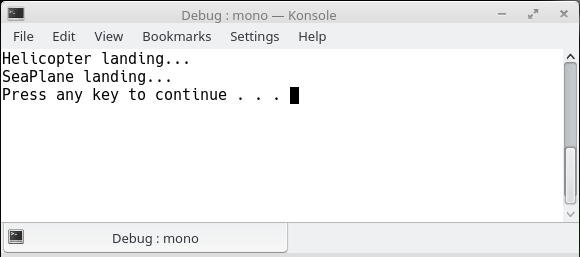 Debug : mono — Konsole
File Edit View Bookmarks Settings Help
Helicopter landing...
SeaPlane landing...
Press any key to continue . . .
Debug : mono